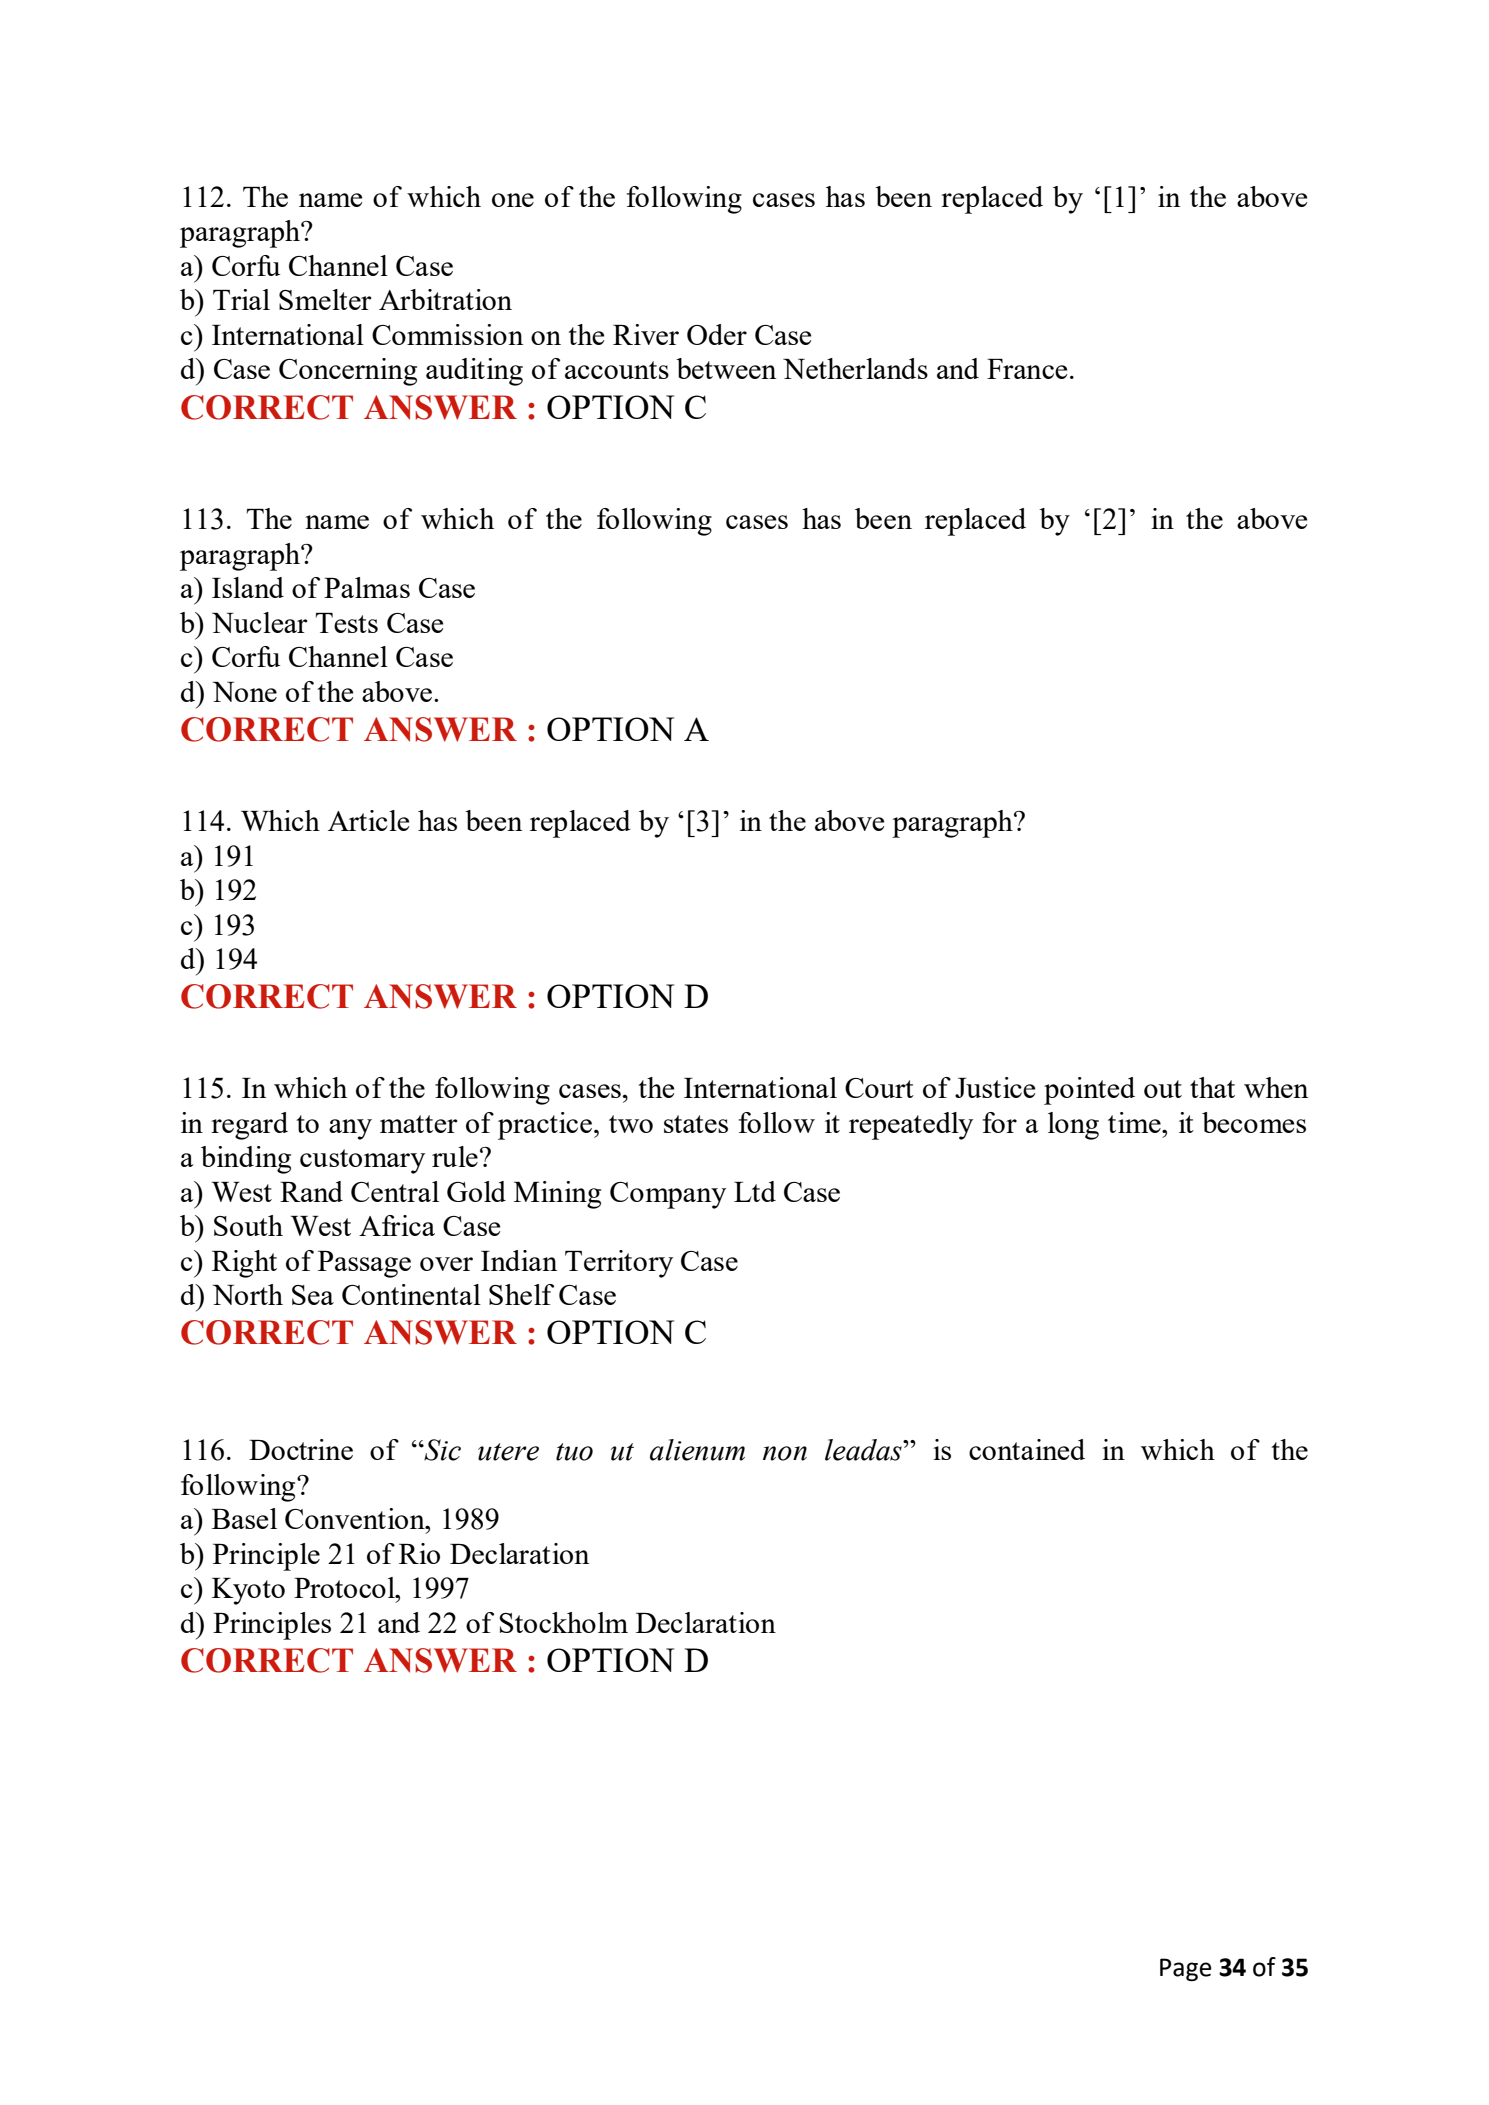 112. The name of which one of the following cases has been replaced by ‘[1]’ in the above
paragraph?
a) Corfu Channel Case
b) Trial Smelter Arbitration
c) International Commission on the River Oder Case
d) Case Concerning auditing of accounts between Netherlands and France.
CORRECT ANSWER : OPTION C
113. The name of which of the following cases has been replaced by ‘[2]’ in the above
paragraph?
a) Island of Palmas Case
b) Nuclear Tests Case
c) Corfu Channel Case
d) None of the above.
CORRECT ANSWER : OPTION A
114. Which Article has been replaced by ‘[3]’ in the above paragraph?
a) 191
b) 192
c) 193
d) 194
CORRECT ANSWER : OPTION D
115. In which of the following cases, the International Court of Justice pointed out that when
in regard to any matter of practice, two states follow it repeatedly for a long time, it becomes
a binding customary rule?
a) West Rand Central Gold Mining Company Ltd Case
b) South West Africa Case
c) Right of Passage over Indian Territory Case
d) North Sea Continental Shelf Case
CORRECT ANSWER : OPTION C
116. Doctrine of “Sic utere tuo ut alienum non leadas” is contained in which of the
following?
a) Basel Convention, 1989
b) Principle 21 of Rio Declaration
c) Kyoto Protocol, 1997
d) Principles 21 and 22 of Stockholm Declaration
CORRECT ANSWER : OPTION D
Page 34 of 35